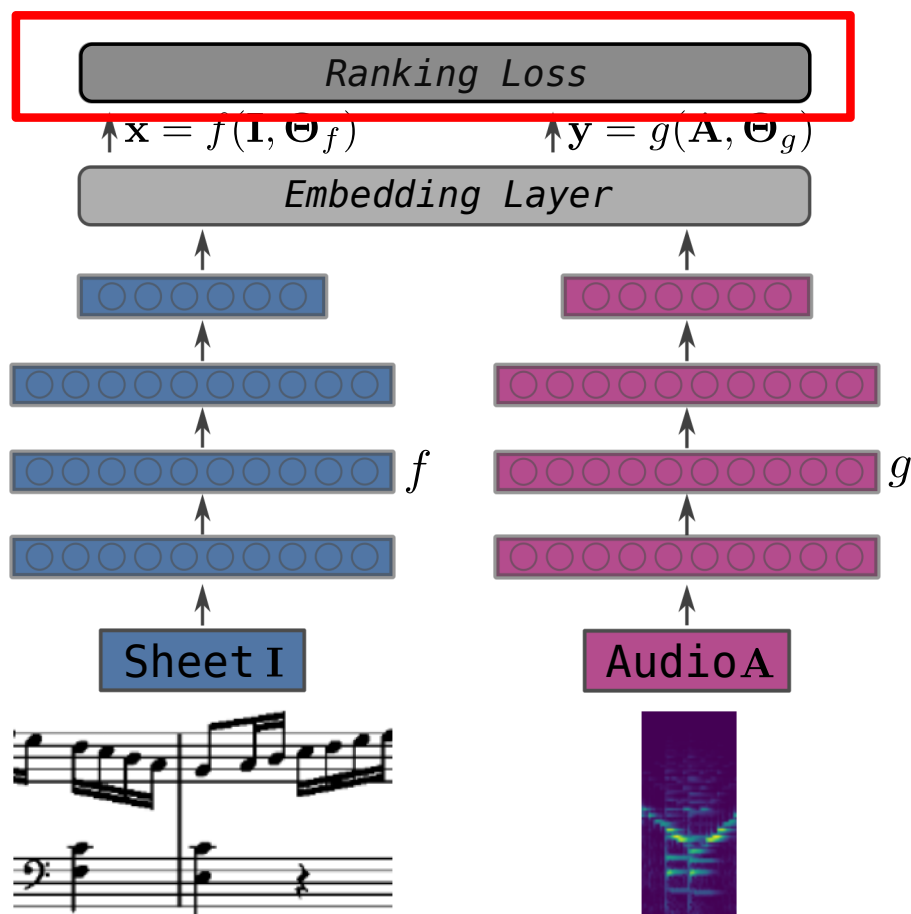 Ranking Loss
x = f(I, Θ_f) y = g(A, Θ_g)
Embedding Layer
f g
Sheet I Audio A